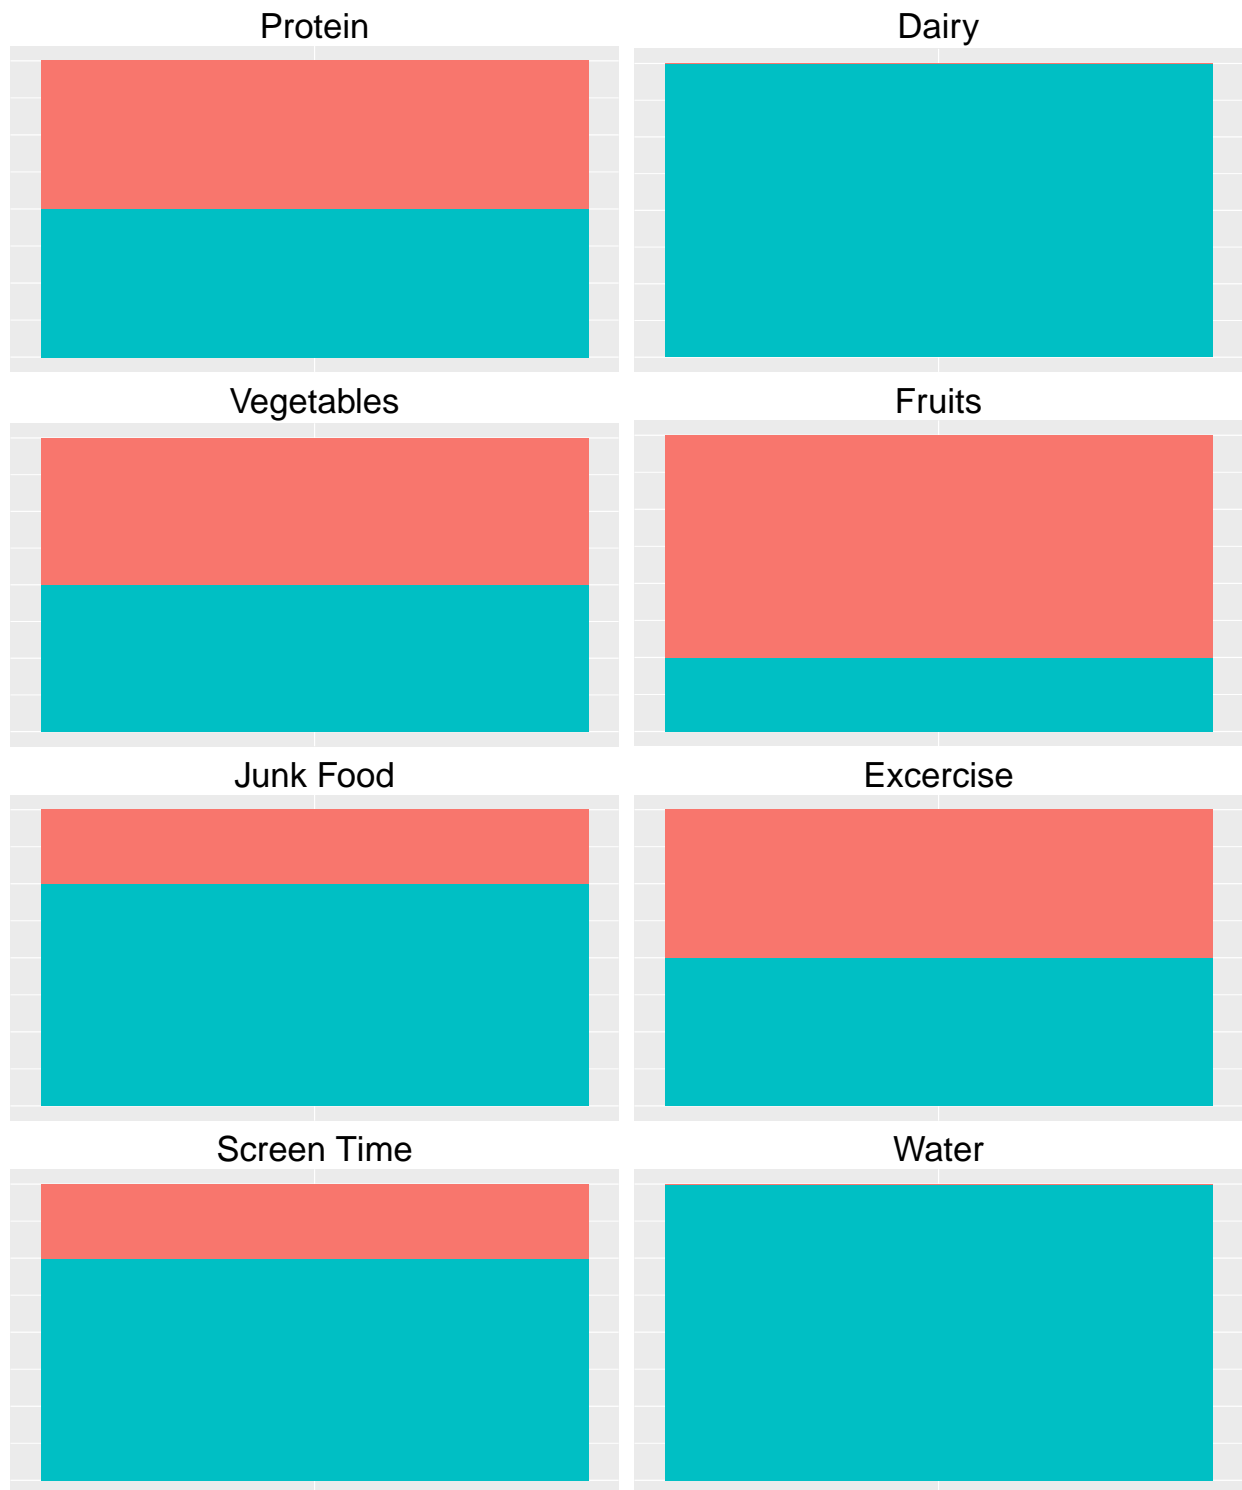 Protein
Dairy
Vegetables
Fruits
Junk Food
Excercise
Screen Time
Water